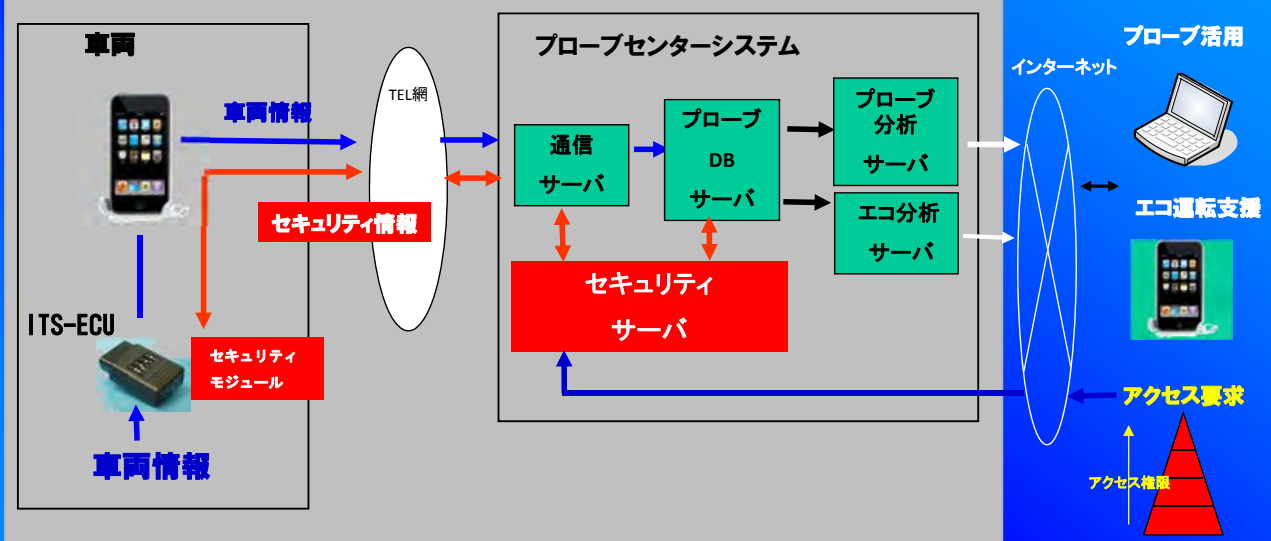 車両
車両情報
セキュリティ情報
ITS-ECU
セキュリティ
モジュール
車両情報
TEL網
プローブセンターシステム
通信
サーバ
プローブ
DB
サーバ
プローブ
分析
サーバ
エコ分析
サーバ
セキュリティ
サーバ
インターネット
プローブ活用
エコ運転支援
アクセス要求
アクセス権限